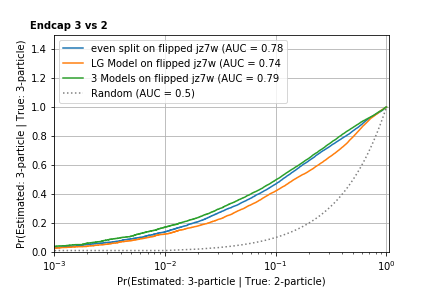 Endcap 3 vs 2
Pr(Estimated: 3-particle | True: 3-particle)
1.4
1.2
1.0
0.8
0.6
0.4
0.2
0.0
even split on flipped jz7w (AUC = 0.78
LG Model on flipped jz7w (AUC = 0.74
3 Models on flipped jz7w (AUC = 0.79
Random (AUC = 0.5)
10⁻³ 10⁻² 10⁻¹ 10⁰
Pr(Estimated: 3-particle | True: 2-particle)